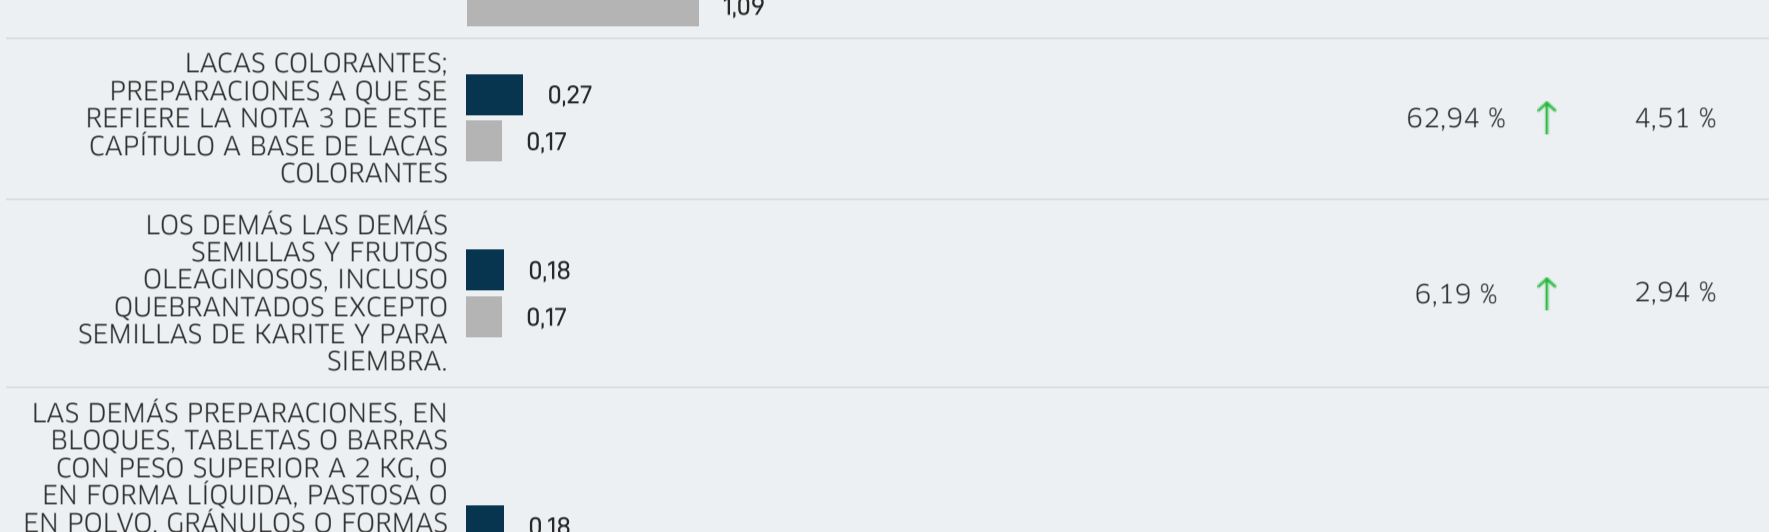 1,09
LACAS COLORANTES;
PREPARACIONES A QUE SE
REFIERE LA NOTA 3 DE ESTE
CAPÍTULO A BASE DE LACAS
COLORANTES
0,27
0,17
62,94 %
4,51 %
LOS DEMÁS LAS DEMÁS
SEMILLAS Y FRUTOS
OLEAGINOSOS, INCLUSO
QUEBRANTADOS EXCEPTO
SEMILLAS DE KARITE Y PARA
SIEMBRA.
0,18
0,17
6,19 %
2,94 %
LAS DEMÁS PREPARACIONES, EN
BLOQUES, TABLETAS O BARRAS
CON PESO SUPERIOR A 2 KG, O
EN FORMA LÍQUIDA, PASTOSA O
EN POLVO, GRÁNULOS O FORMAS
0,18